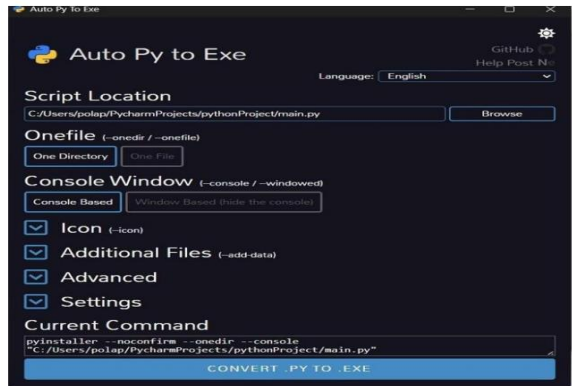 Auto Py To Exe
Auto Py to Exe
GitHub
Help Post
Language: English
Script Location
C:/Users/polap/PycharmProjects/pythonProject/main.py Browse
Onefile (--onedir / --onefile)
One Directory One File
Console Window (--console / --windowed)
Console Based Window Based (hide the console)
Icon (--icon)
Additional Files (--add-data)
Advanced
Settings
Current Command
pyinstaller --noconfirm --onedir --console
"C:/Users/polap/PycharmProjects/pythonProject/main.py"
CONVERT .PY TO .EXE